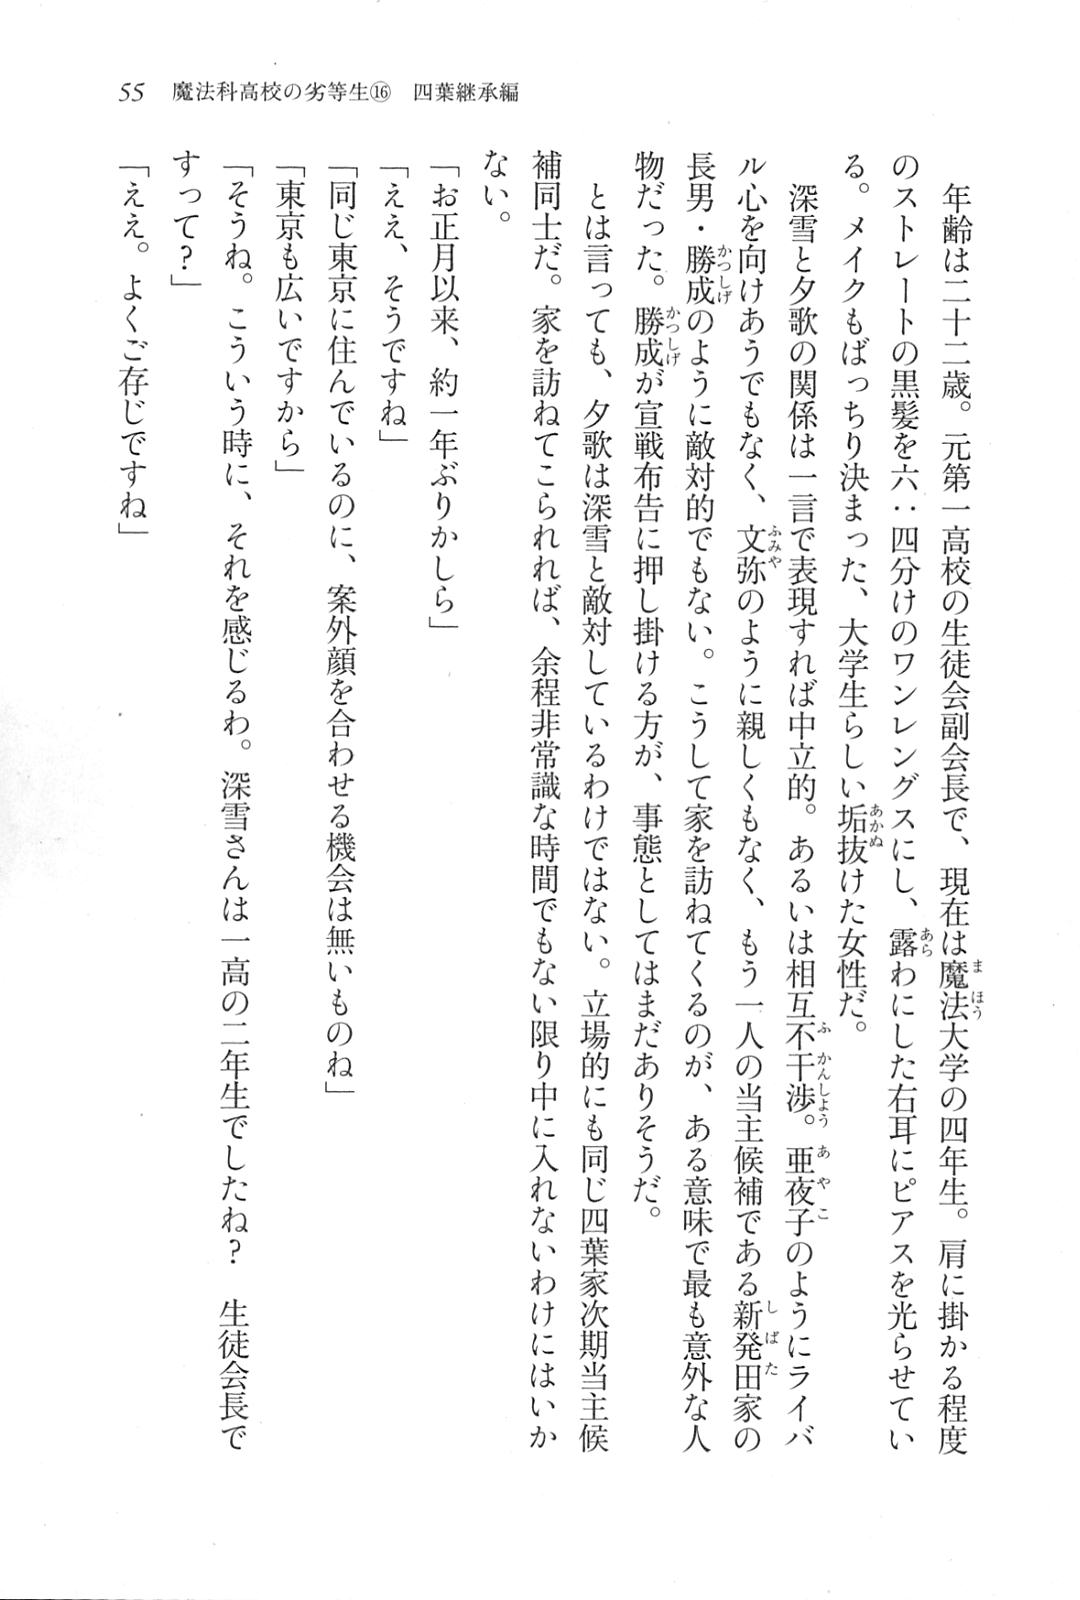 55　魔法科高校の劣等生⑯　四葉継承編
　年齢は二十二歳。元第一高校の生徒会副会長で、現在は魔法大学の四年生。肩に掛かる程度
のストレートの黒髪を六：四分けのワンレングスにし、露わにした右耳にピアスを光らせてい
る。メイクもばっちり決まった、大学生らしい垢抜けた女性だ。
　深雪と夕歌の関係は一言で表現すれば中立的。あるいは相互不干渉。亜夜子のようにライバ
ル心を向けあうでもなく、文弥のように親しくもなく、もう一人の当主候補である新発田家の
長男・勝成のように敵対的でもない。こうして家を訪ねてくるのが、ある意味で最も意外な人
物だった。勝成が宣戦布告に押し掛ける方が、事態としてはまだありそうだ。
　とは言っても、夕歌は深雪と敵対しているわけではない。立場的にも同じ四葉家次期当主候
補同士だ。家を訪ねてこられれば、余程非常識な時間でもない限り中に入れないわけにはいか
ない。
「お正月以来、約一年ぶりかしら」
「ええ、そうですね」
「同じ東京に住んでいるのに、案外顔を合わせる機会は無いものね」
「東京も広いですから」
「そうね。こういう時に、それを感じるわ。深雪さんは一高の二年生でしたね？　生徒会長で
すって？」
「ええ。よくご存じですね」